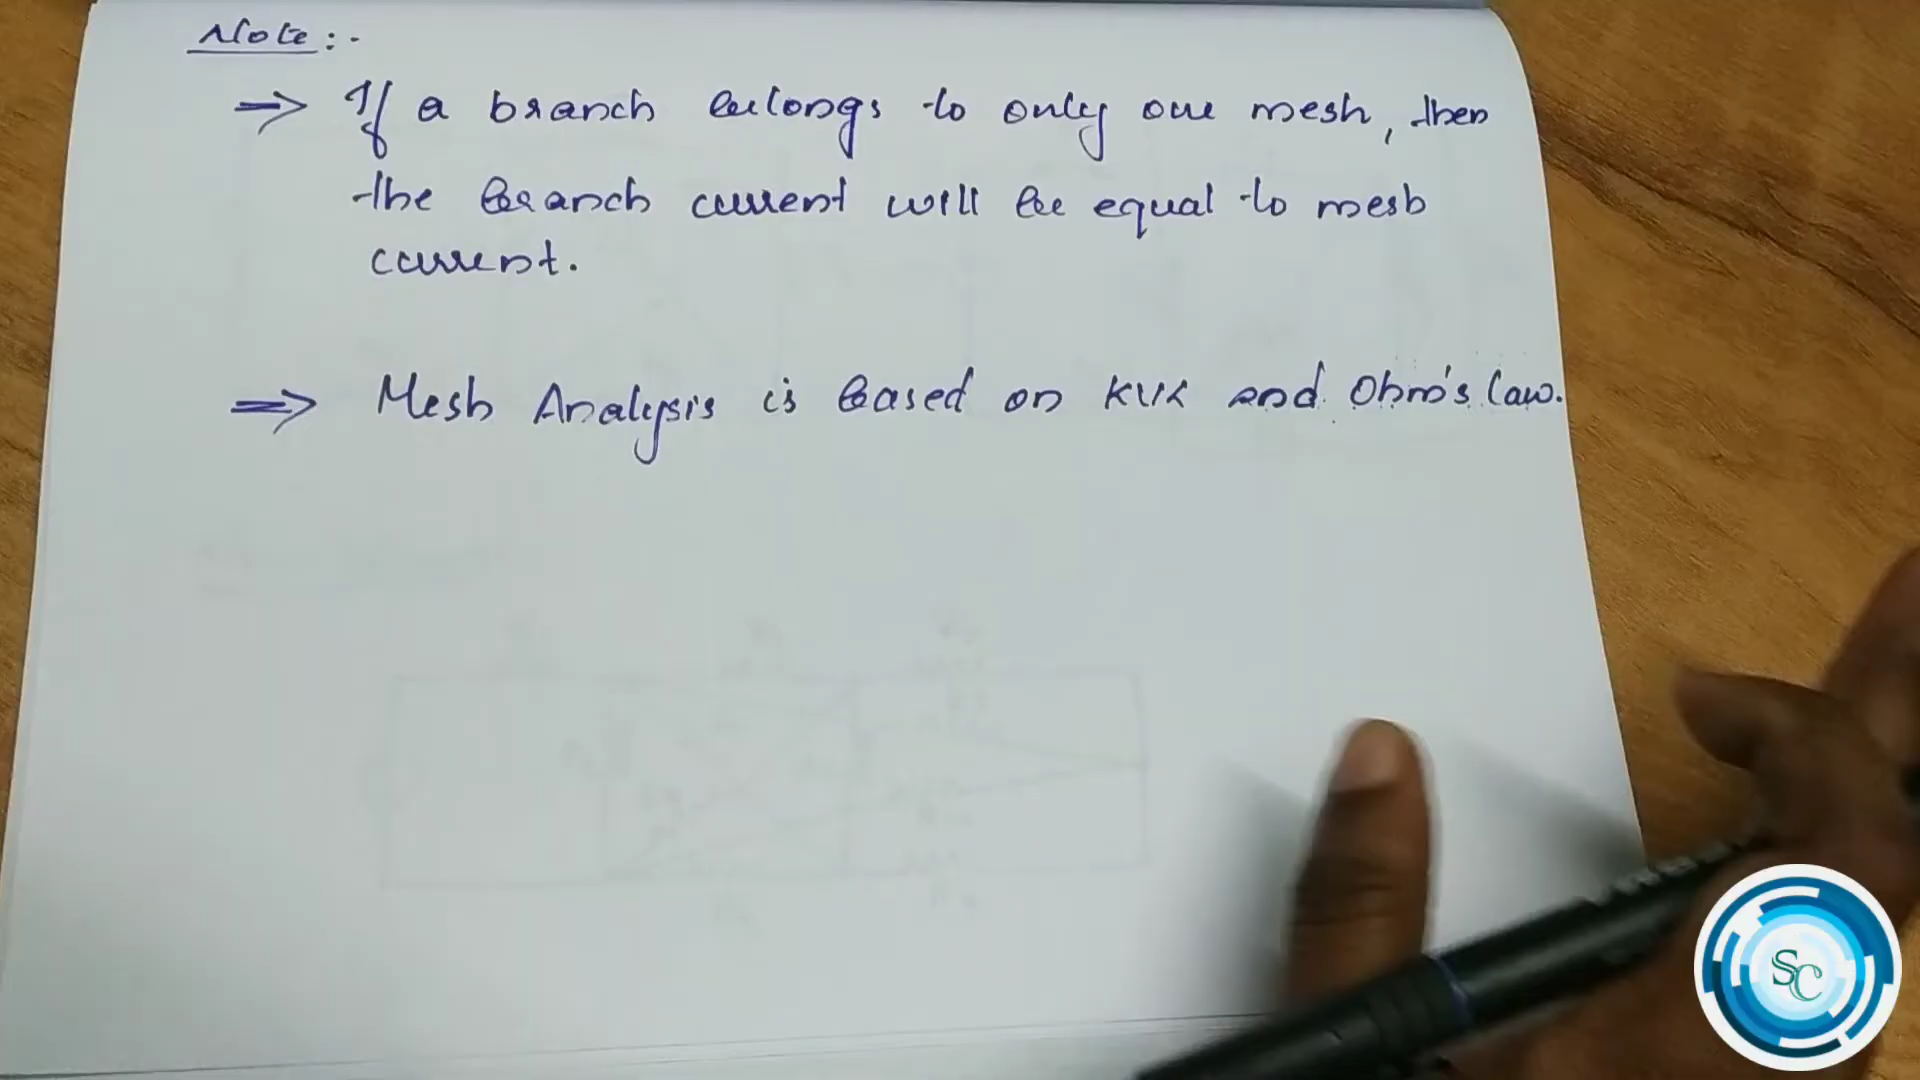 Note:-
⇒ If a branch belongs to only one mesh, then
the branch current will be equal to mesh
current.
⇒ Mesh Analysis is based on KVL and Ohm's Law.
SC